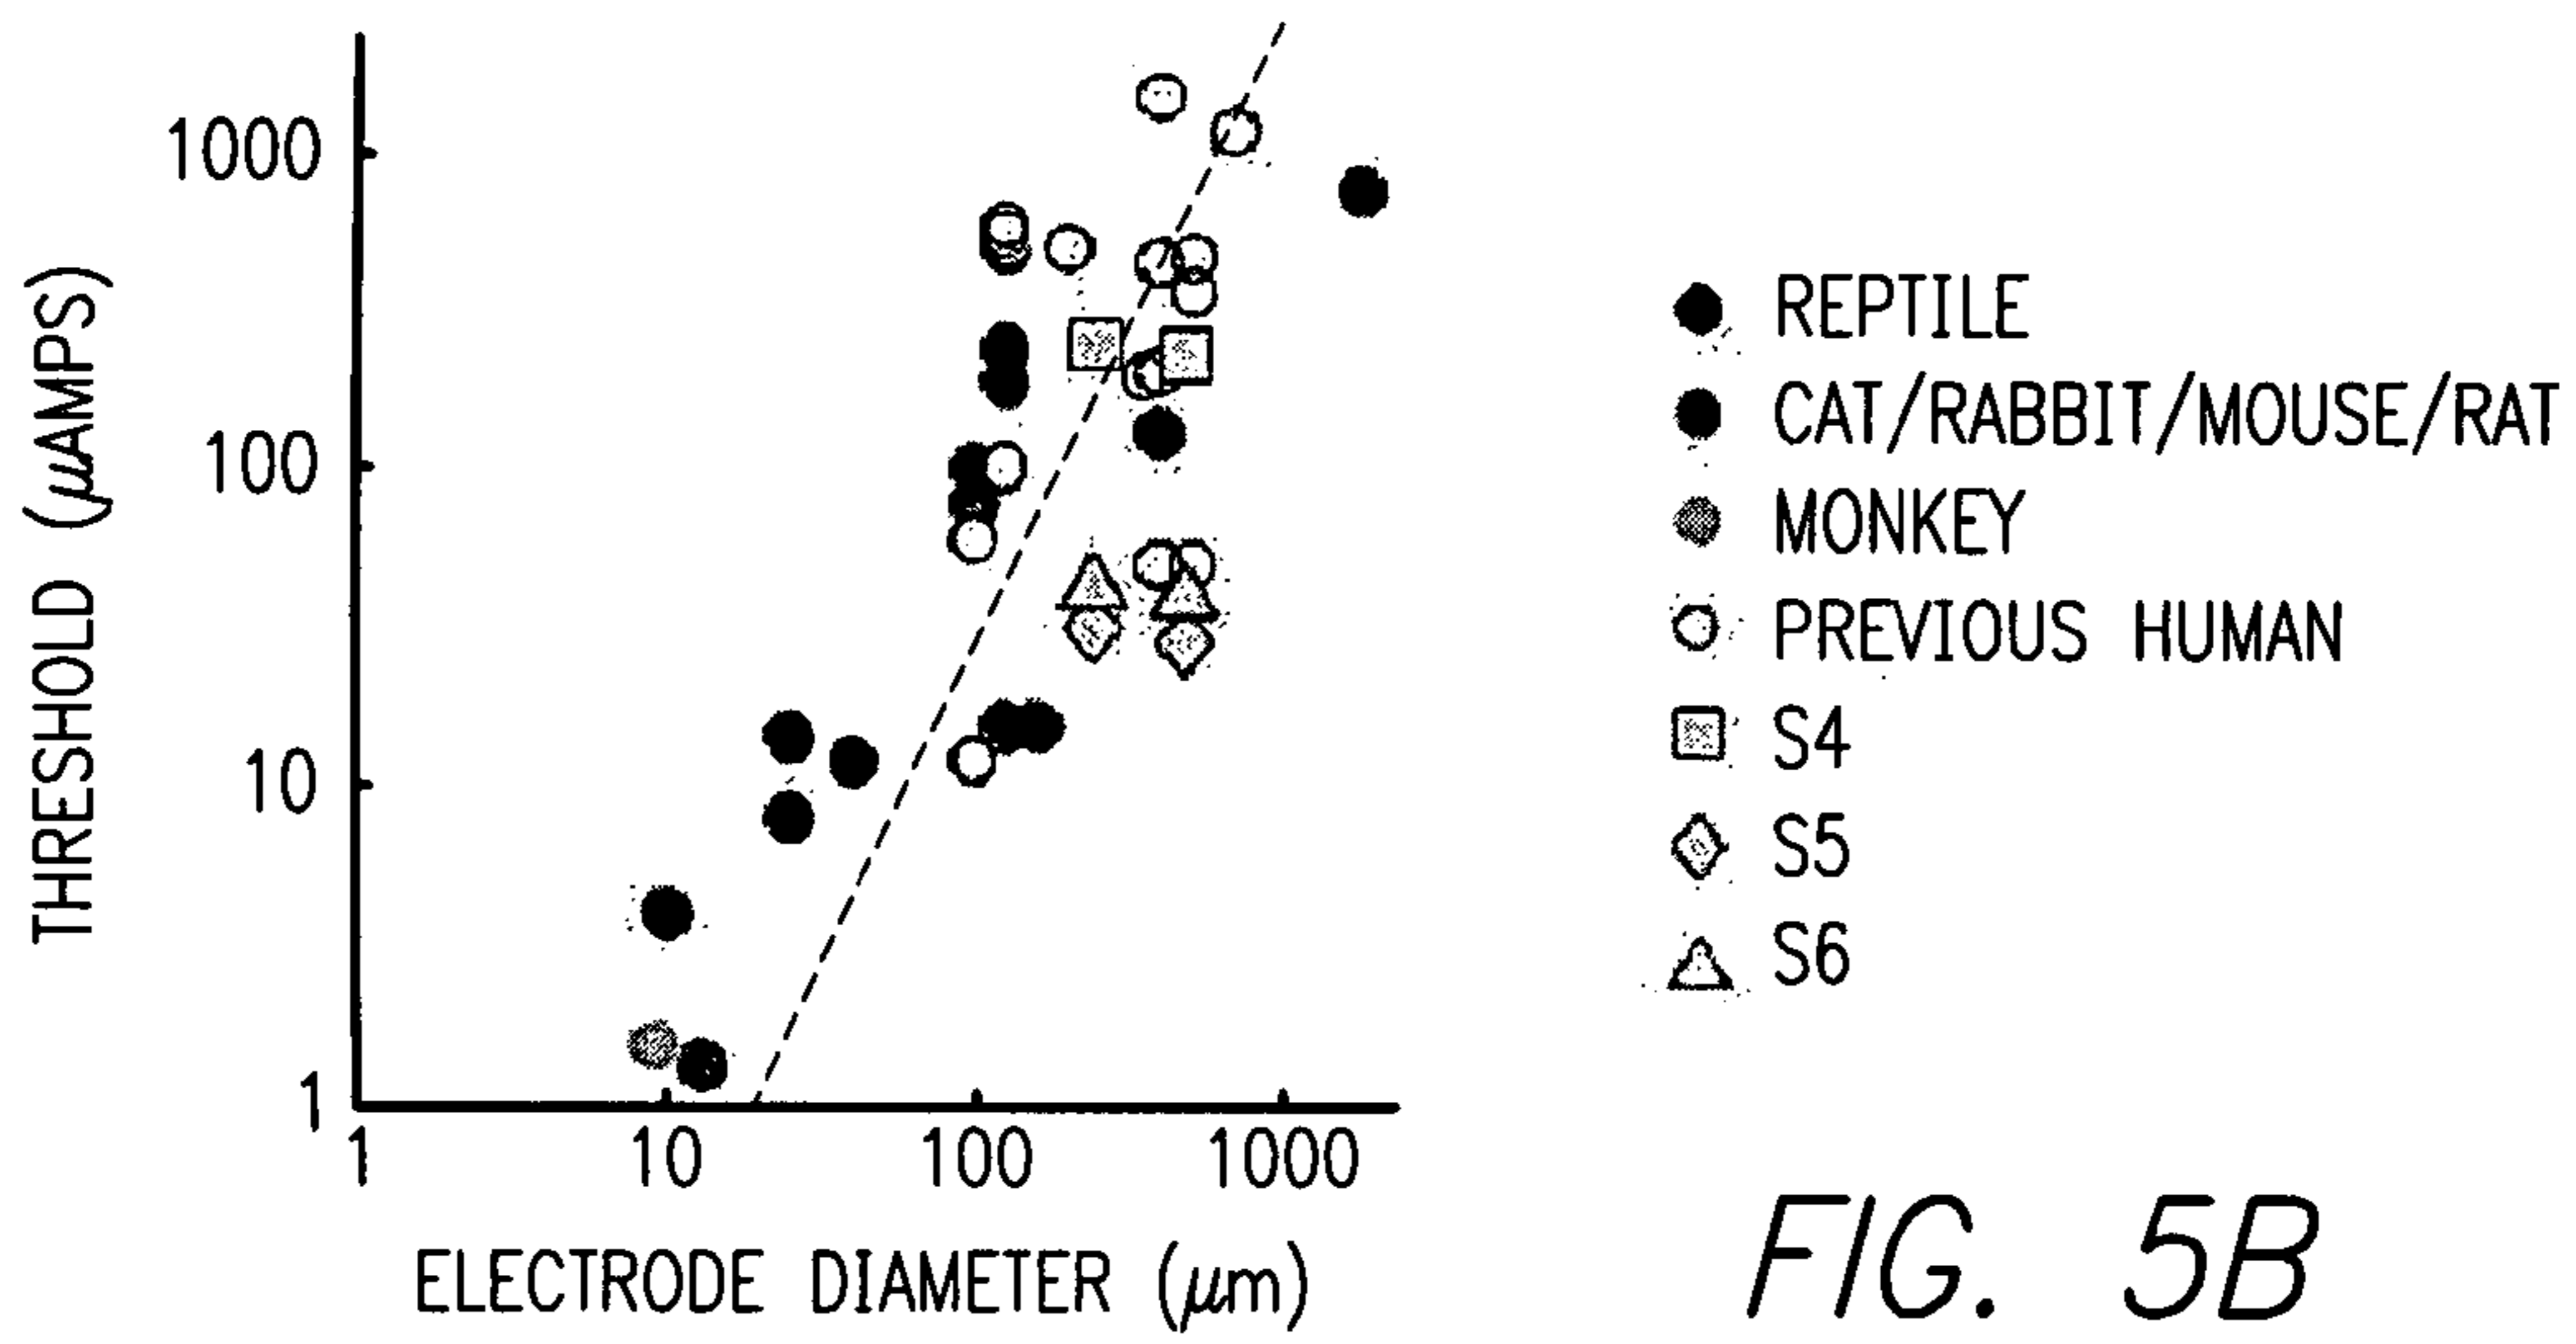 THRESHOLD (μAMPS)
1000
100
10
1
1 10 100 1000
ELECTRODE DIAMETER (μm)
REPTILE
CAT/RABBIT/MOUSE/RAT
MONKEY
PREVIOUS HUMAN
S4
S5
S6
FIG. 5B